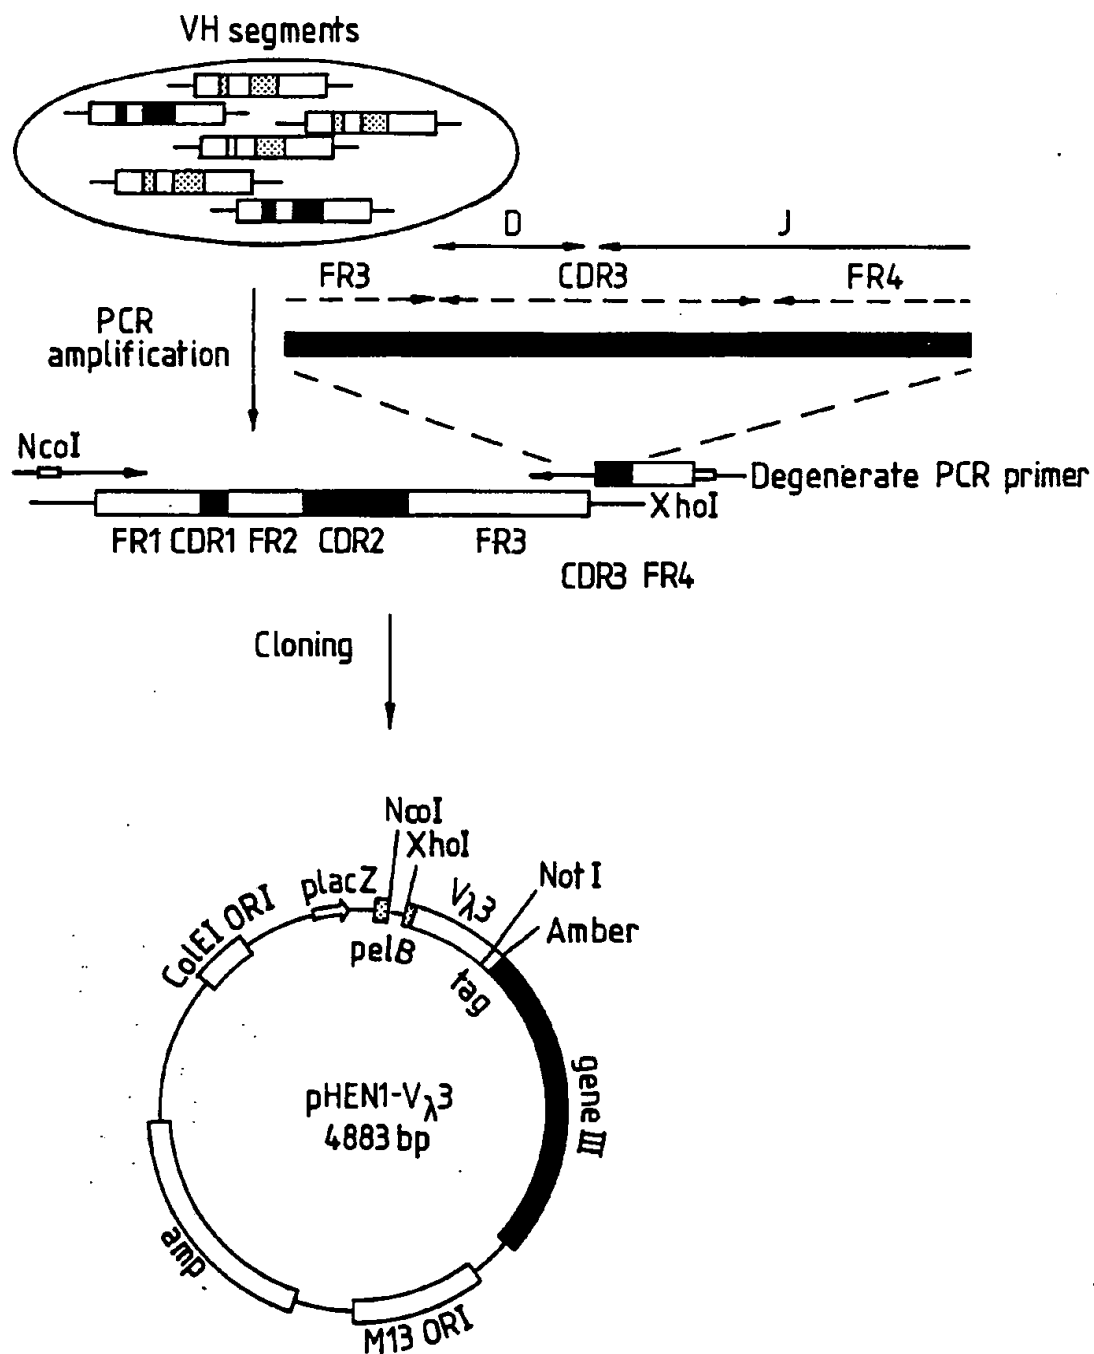 VH segments
D J
FR3 CDR3 FR4
PCR
amplification
NcoI
Degenerate PCR primer
XhoI
FR1 CDR1 FR2 CDR2 FR3
CDR3 FR4
Cloning
NcoI
XhoI
placZ
Vλ3
NotI
Amber
ColEI ORI
pelB
tag
gene III
pHEN1-Vλ3
4883 bp
amp
M13 ORI